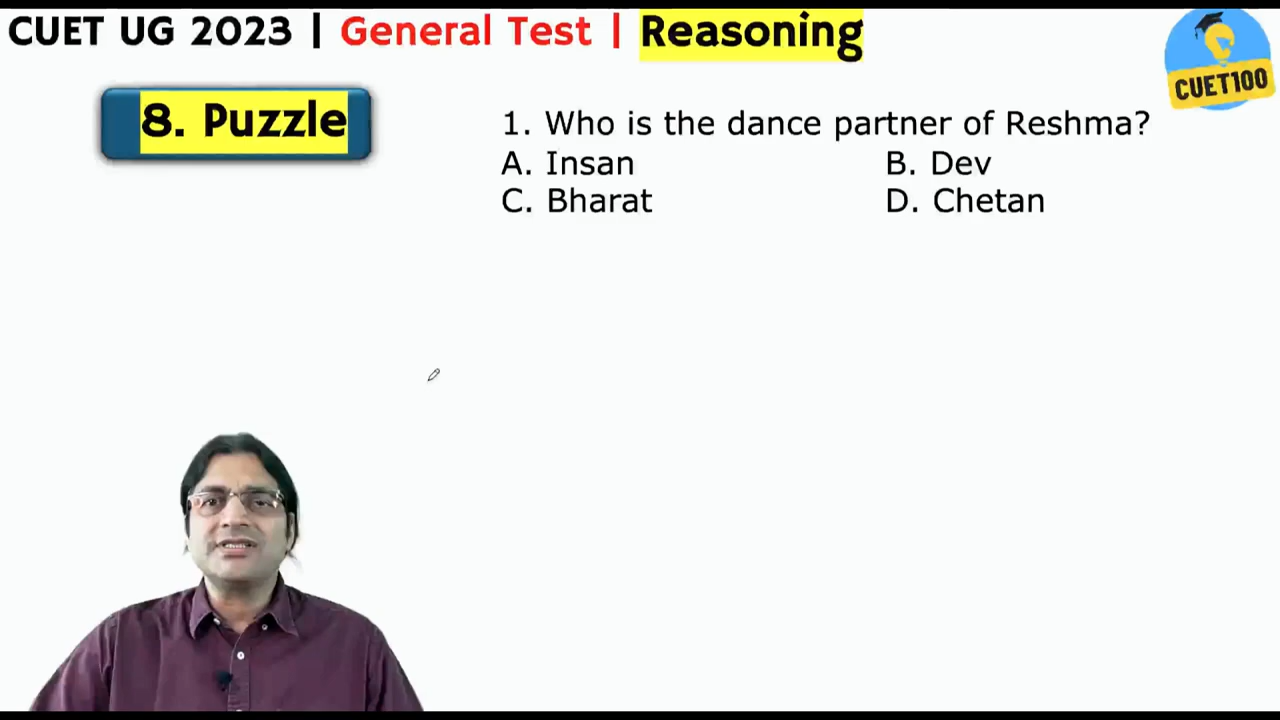 CUET UG 2023 | General Test | Reasoning
CUET100
8. Puzzle
1. Who is the dance partner of Reshma?
A. Insan B. Dev
C. Bharat D. Chetan